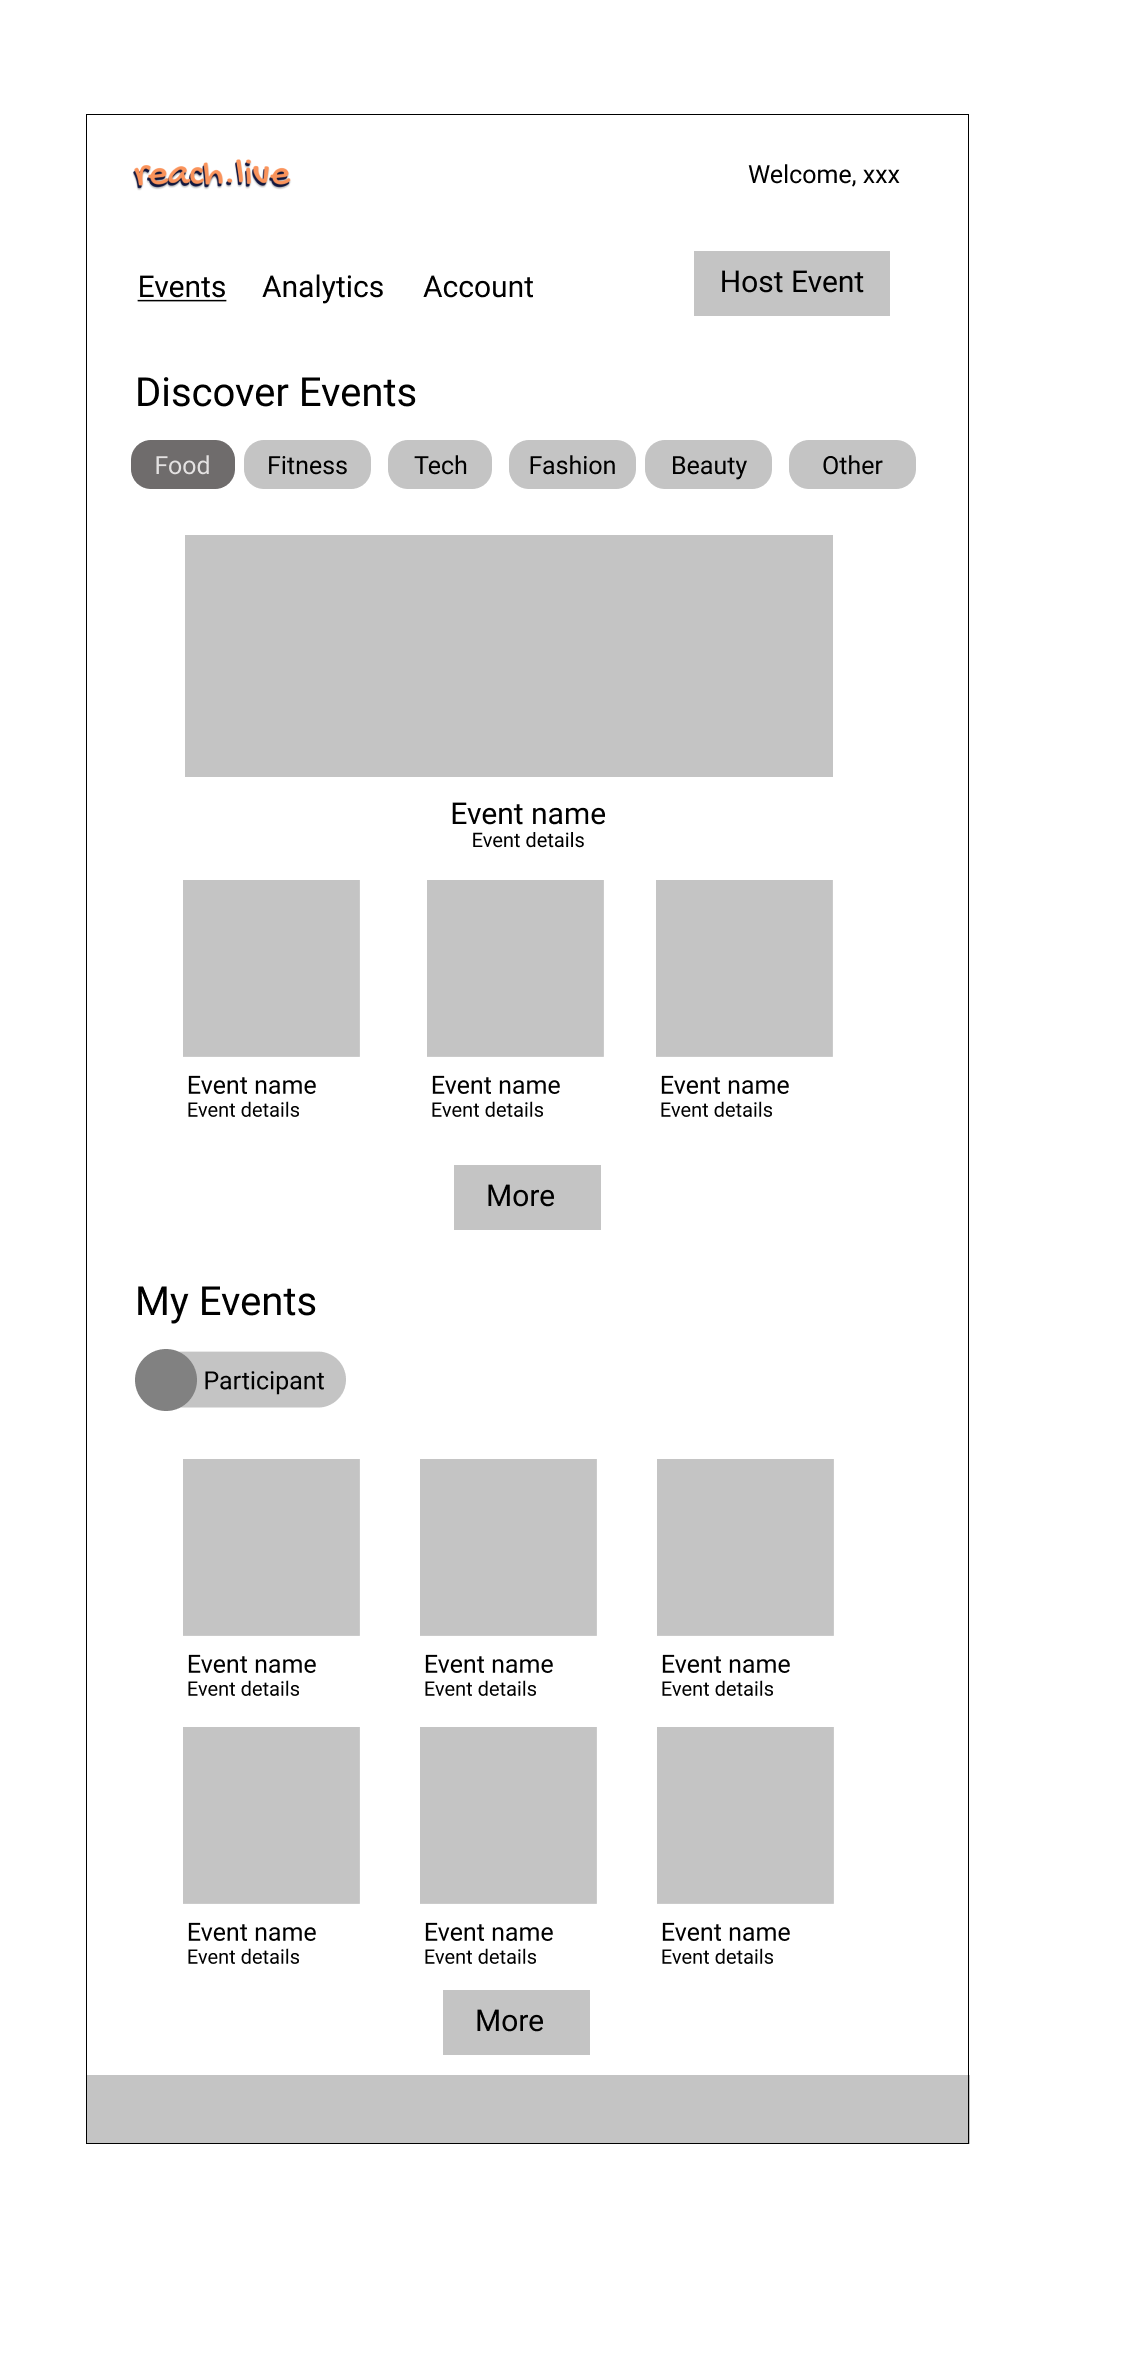 reach.live
Welcome, xxx
Events Analytics Account Host Event
Discover Events
Food Fitness Tech Fashion Beauty Other
Event name
Event details
Event name Event name Event name
Event details Event details Event details
More
My Events
Participant
Event name Event name Event name
Event details Event details Event details
Event name Event name Event name
Event details Event details Event details
More